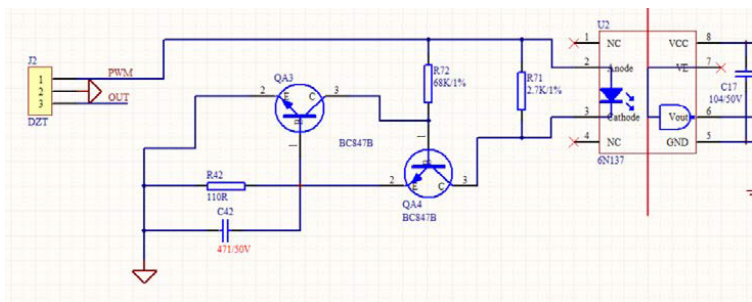 J2
1
2
3
DZT
PWM
OUT
QA3
2
E
C
3
B
1
BC847B
R42
110R
C42
471/50V
R72
68K/1%
R71
2.7K/1%
1
B
2
E
C
3
QA4
BC847B
U2
1
NC
VCC
8
2
Anode
VE
7
3
Cathode
Vout
6
4
NC
GND
5
6N137
C17
104/50V